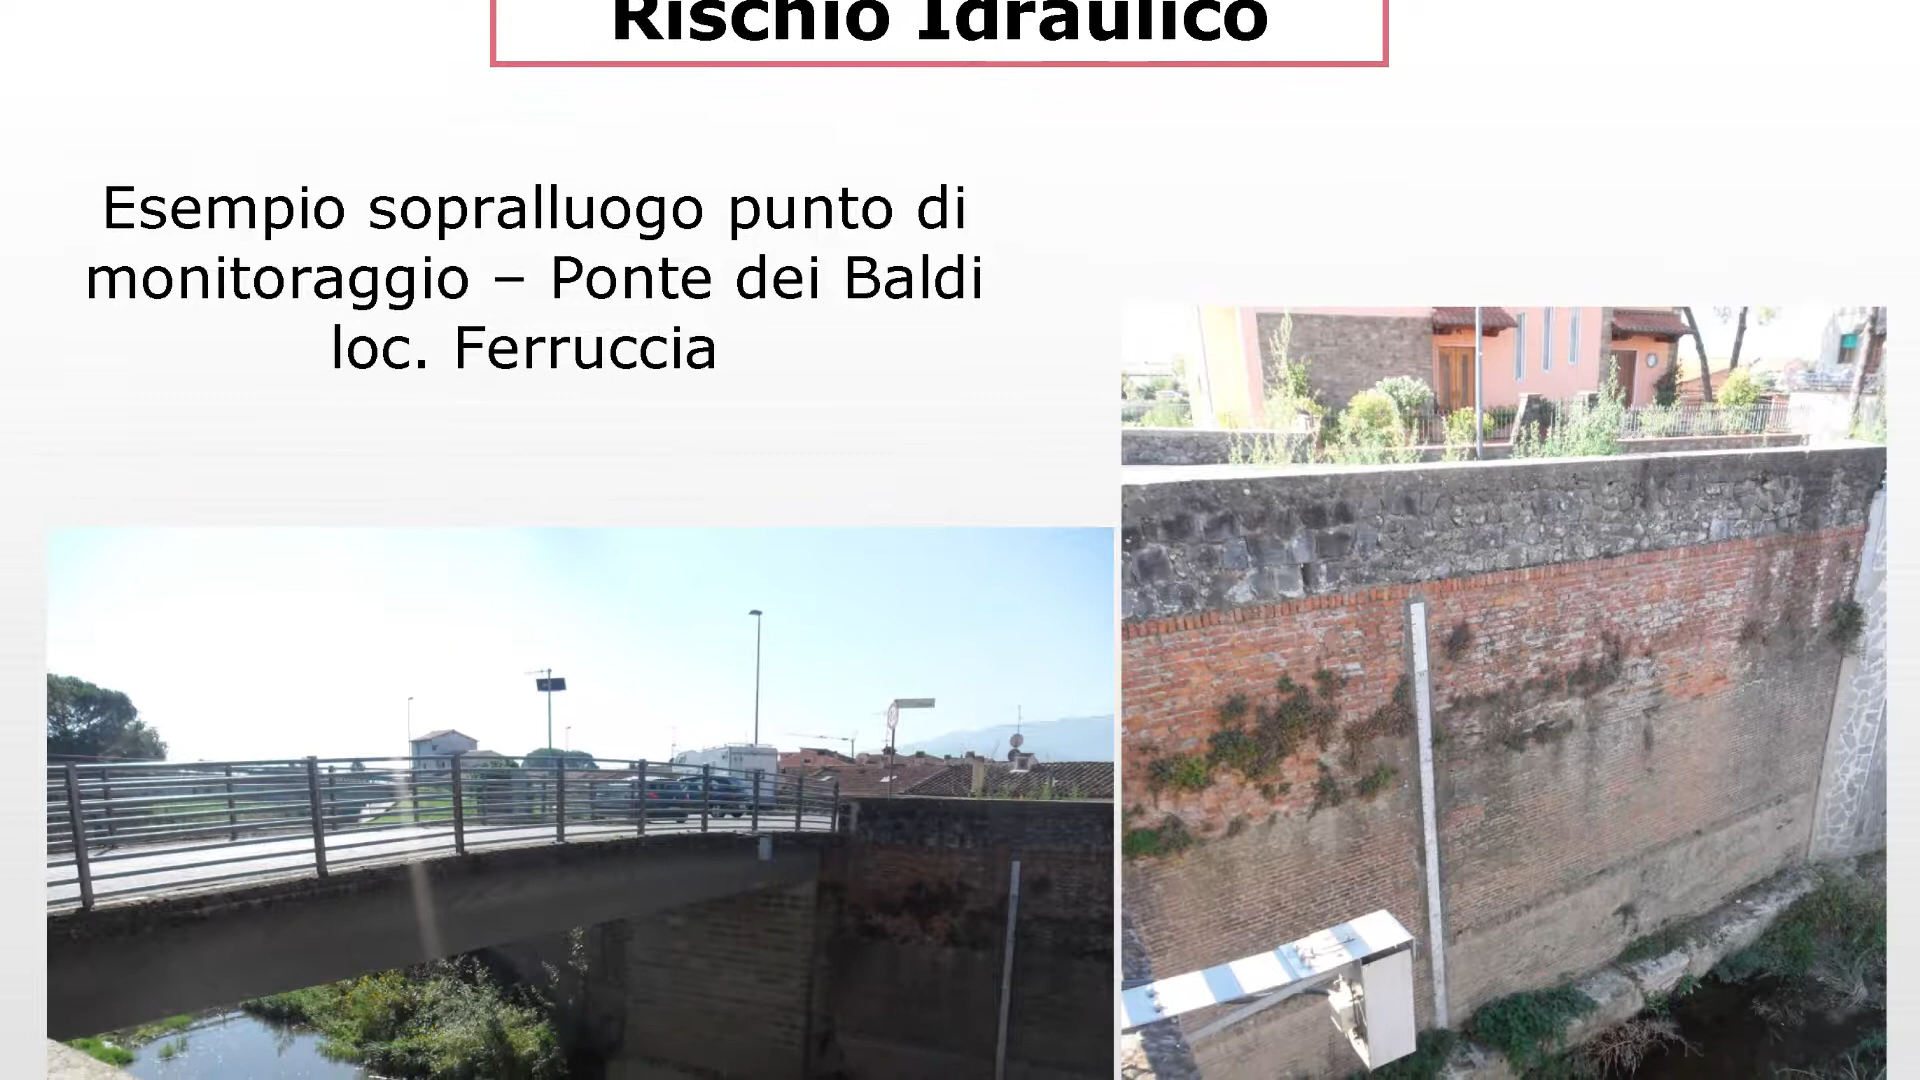 Rischio Idraulico
Esempio sopralluogo punto di
monitoraggio – Ponte dei Baldi
loc. Ferruccia